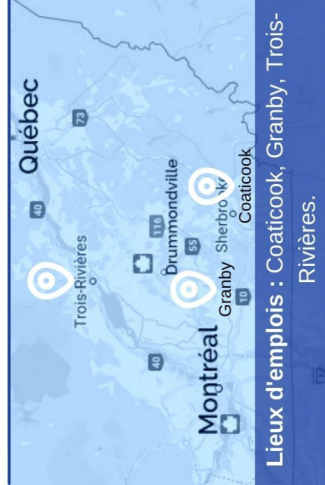 Québec
73
40
Trois-Rivières
116
Drummondville
55
Sherbrooke
Coaticook
Granby
10
40
Montréal
Lieux d'emplois : Coaticook, Granby, Trois-
Rivières.